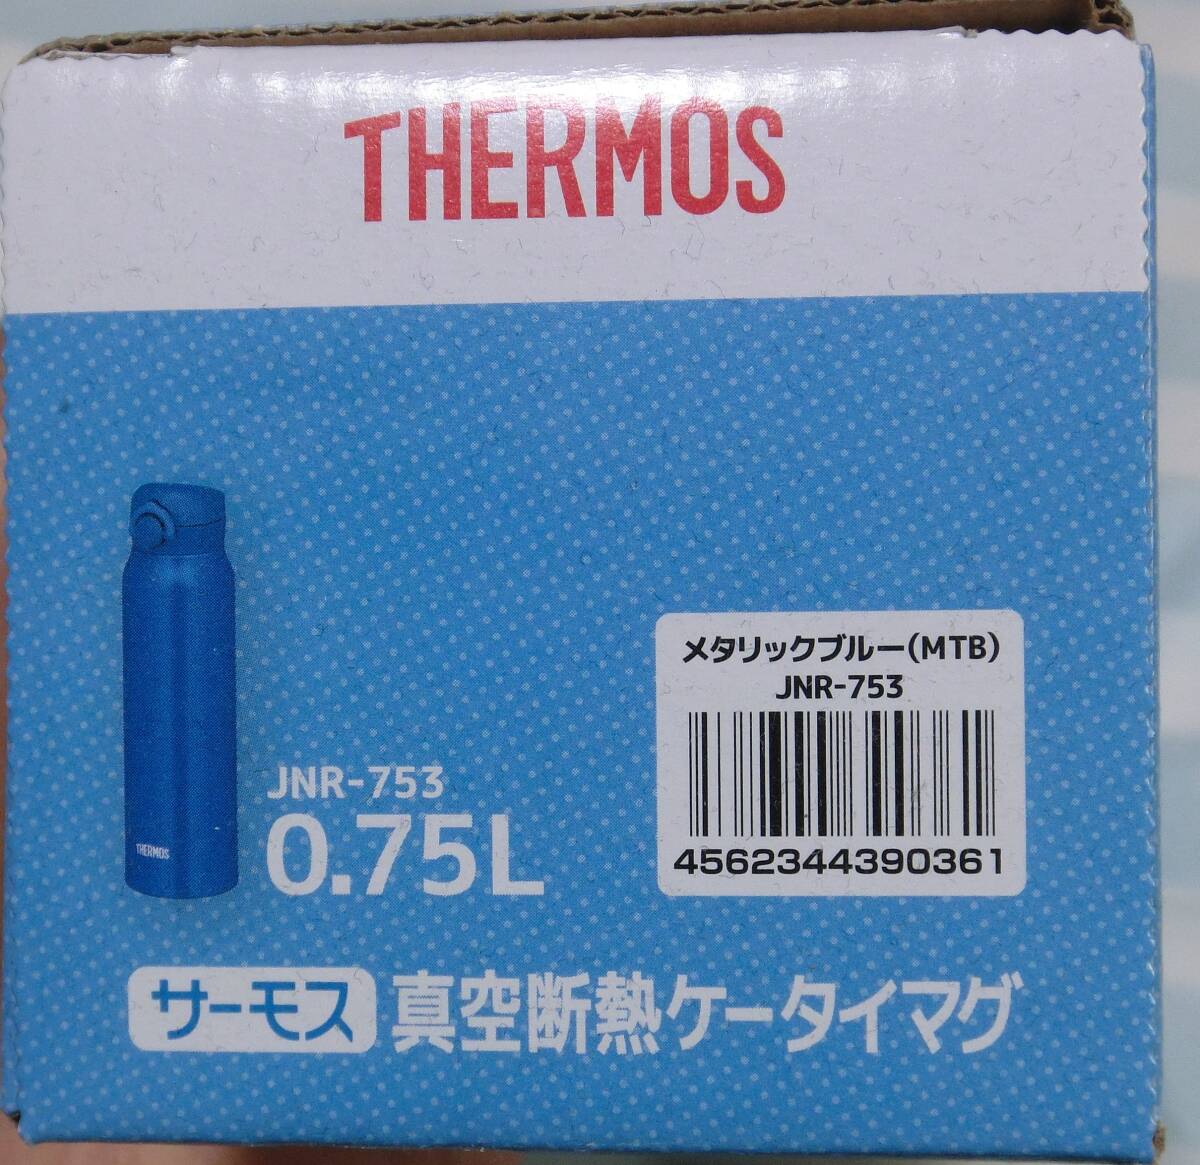 THERMOS
メタリックブルー(MTB)
JNR-753
4562344390361
THERMOS
JNR-753
0.75L
サーモス 真空断熱ケータイマグ